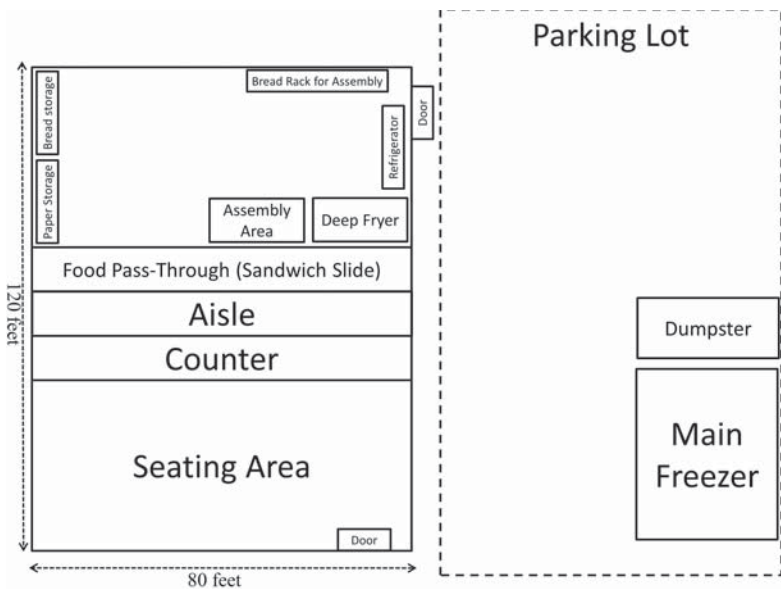 Parking Lot
Bread Rack for Assembly
Bread storage
Door
Refrigerator
Paper Storage
Assembly
Area
Deep Fryer
Food Pass-Through (Sandwich Slide)
120 feet
Aisle
Dumpster
Counter
Main
Freezer
Seating Area
Door
80 feet